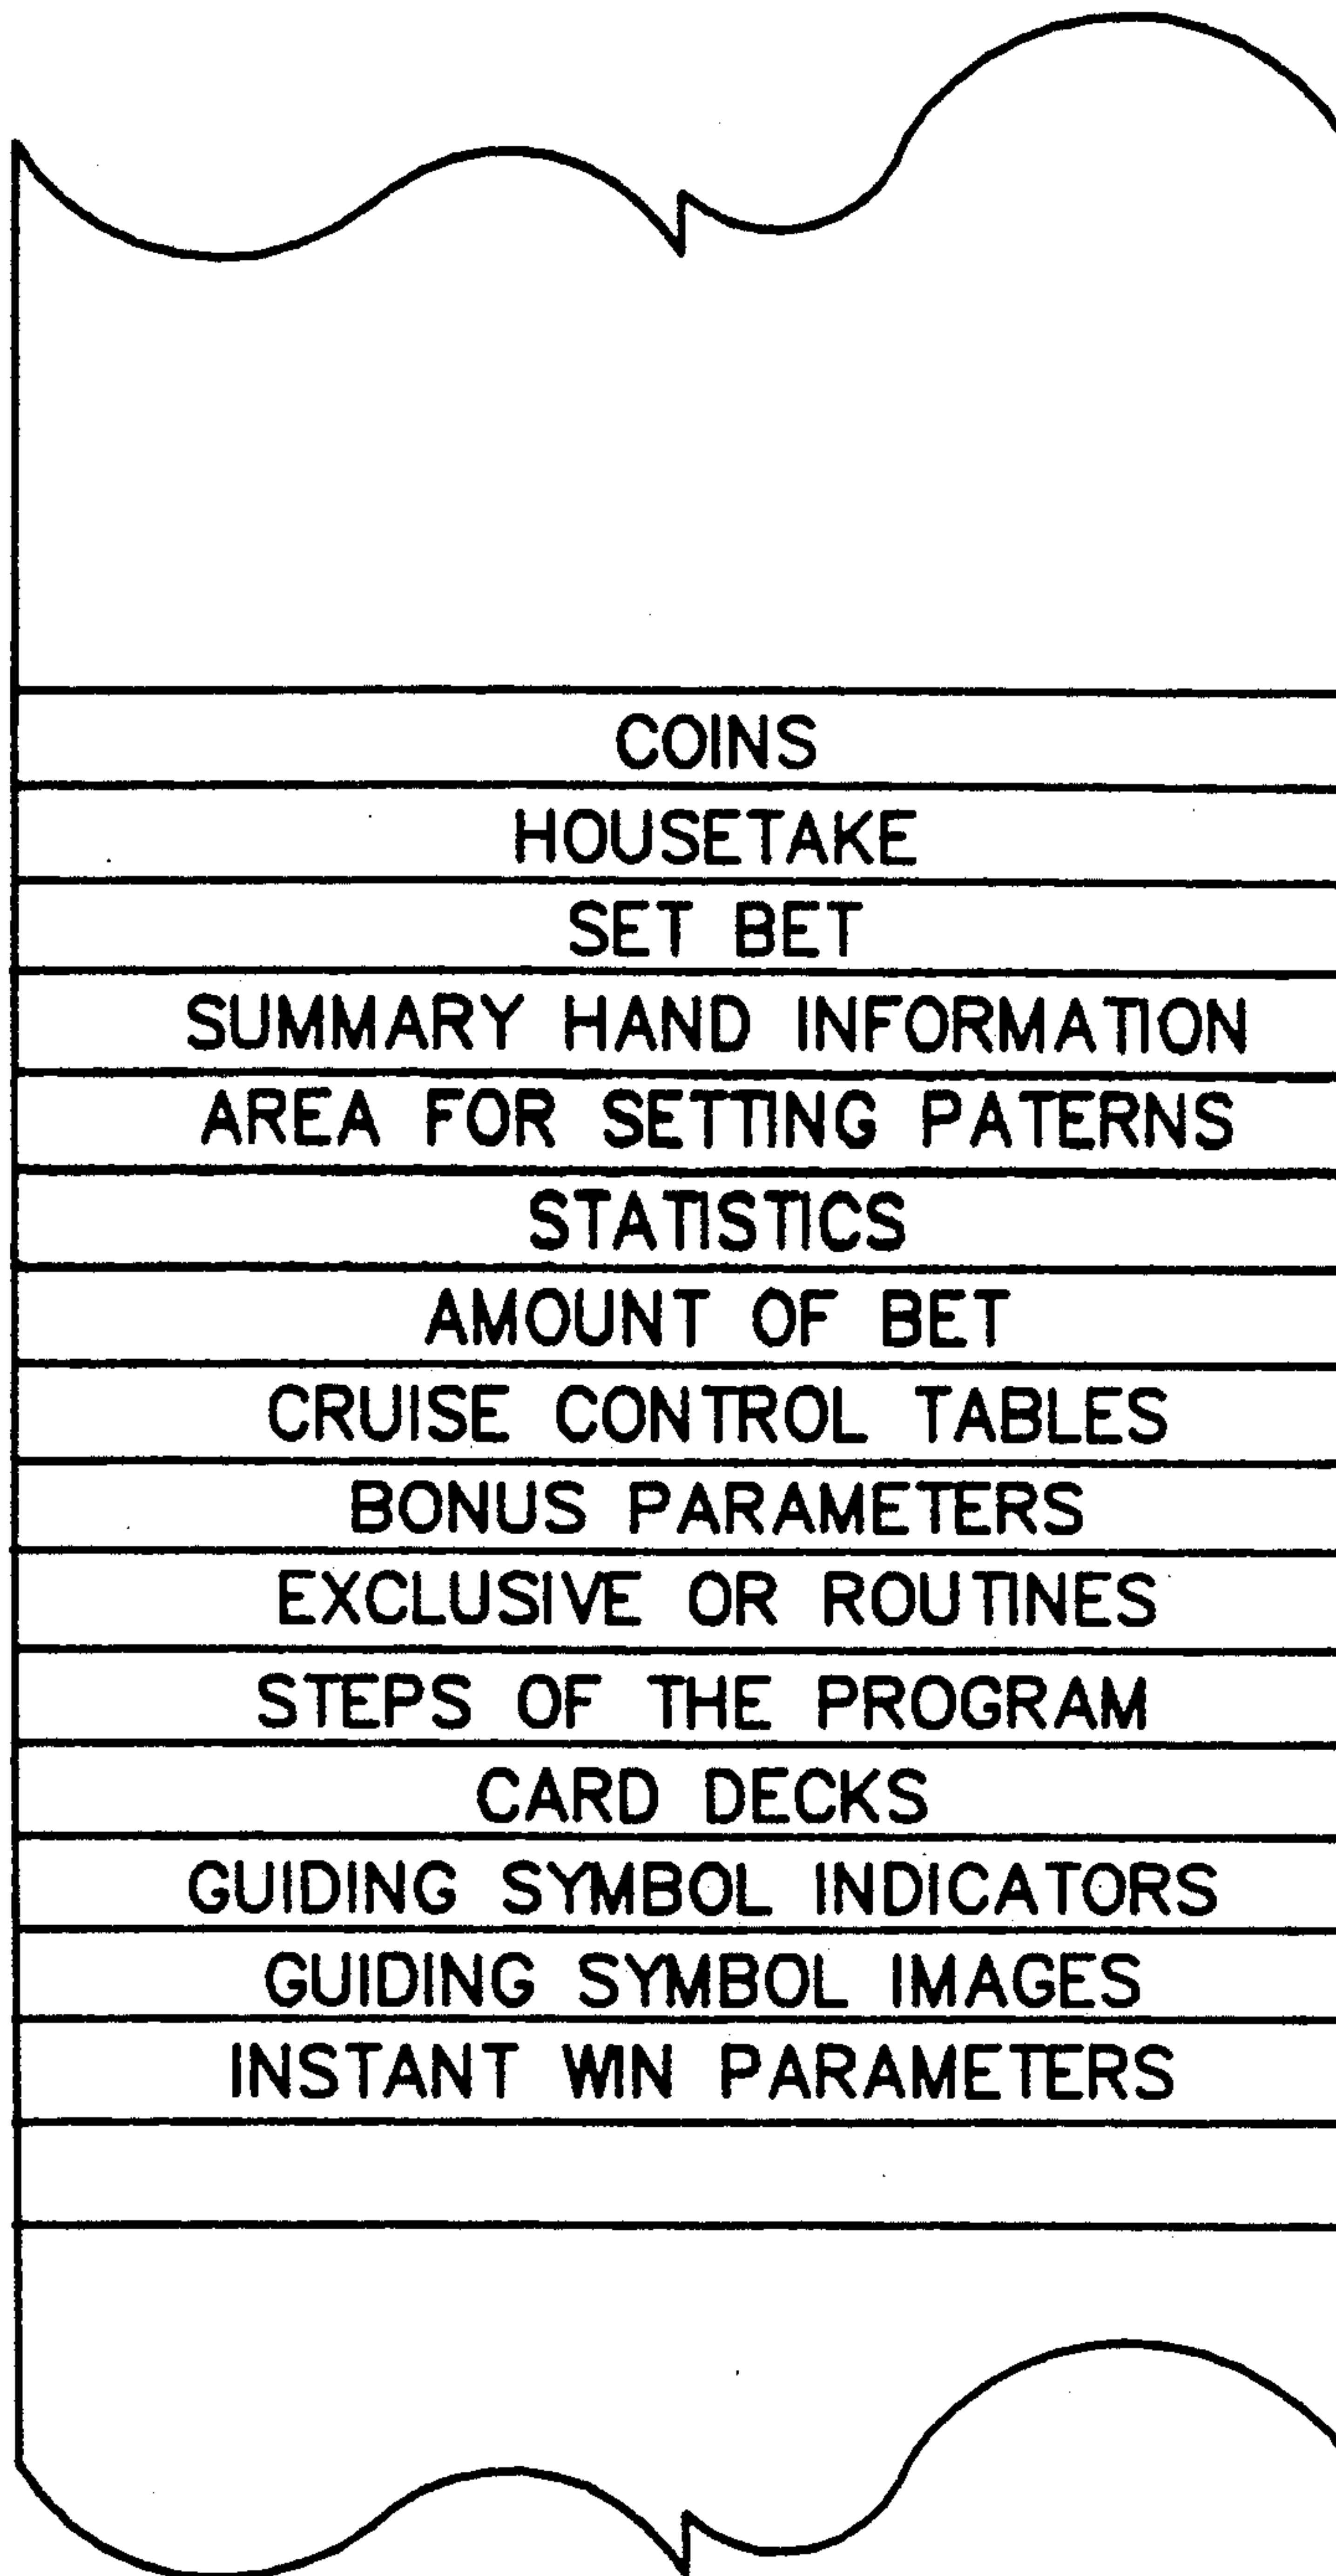 COINS
HOUSETAKE
SET BET
SUMMARY HAND INFORMATION
AREA FOR SETTING PATERNS
STATISTICS
AMOUNT OF BET
CRUISE CONTROL TABLES
BONUS PARAMETERS
EXCLUSIVE OR ROUTINES
STEPS OF THE PROGRAM
CARD DECKS
GUIDING SYMBOL INDICATORS
GUIDING SYMBOL IMAGES
INSTANT WIN PARAMETERS